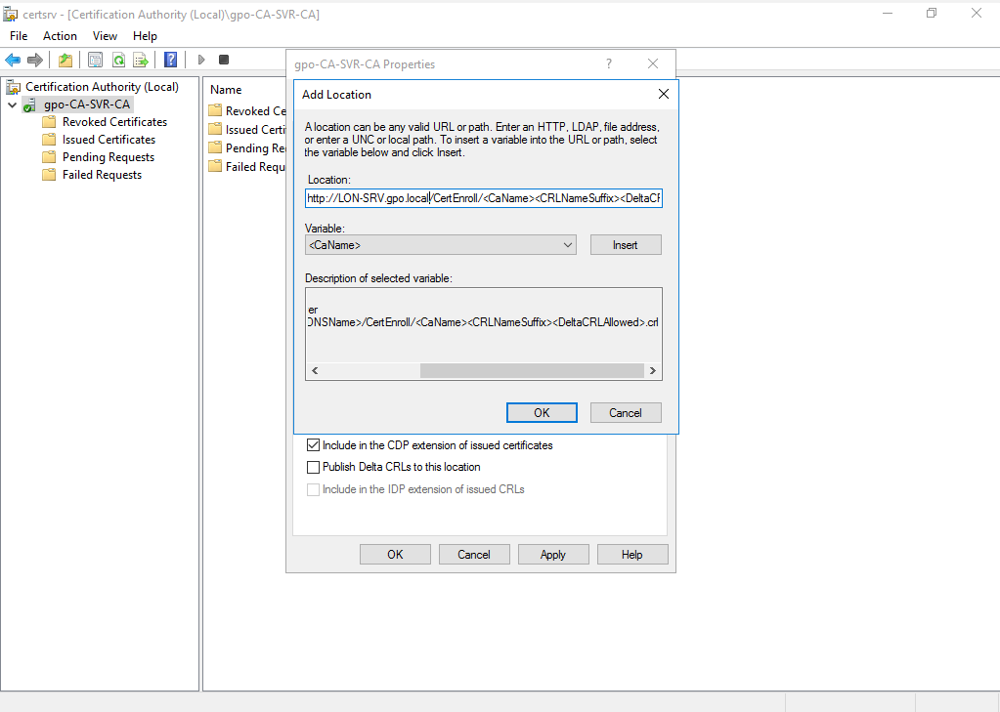 certsrv - [Certification Authority (Local)\gpo-CA-SVR-CA]
File Action View Help
Certification Authority (Local)
gpo-CA-SVR-CA
Revoked Certificates
Issued Certificates
Pending Requests
Failed Requests
Name
Revoked Ce
Issued Certi
Pending Re
Failed Requ
gpo-CA-SVR-CA Properties
Add Location
A location can be any valid URL or path. Enter an HTTP, LDAP, file address,
or enter a UNC or local path. To insert a variable into the URL or path, select
the variable below and click Insert.
Location:
http://LON-SRV.gpo.local/CertEnroll/<CaName><CRLNameSuffix><DeltaCR
Variable:
<CaName>
Insert
Description of selected variable:
er
DNSName>/CertEnroll/<CaName><CRLNameSuffix><DeltaCRLAllowed>.crl
OK Cancel
Include in the CDP extension of issued certificates
Publish Delta CRLs to this location
Include in the IDP extension of issued CRLs
OK Cancel Apply Help